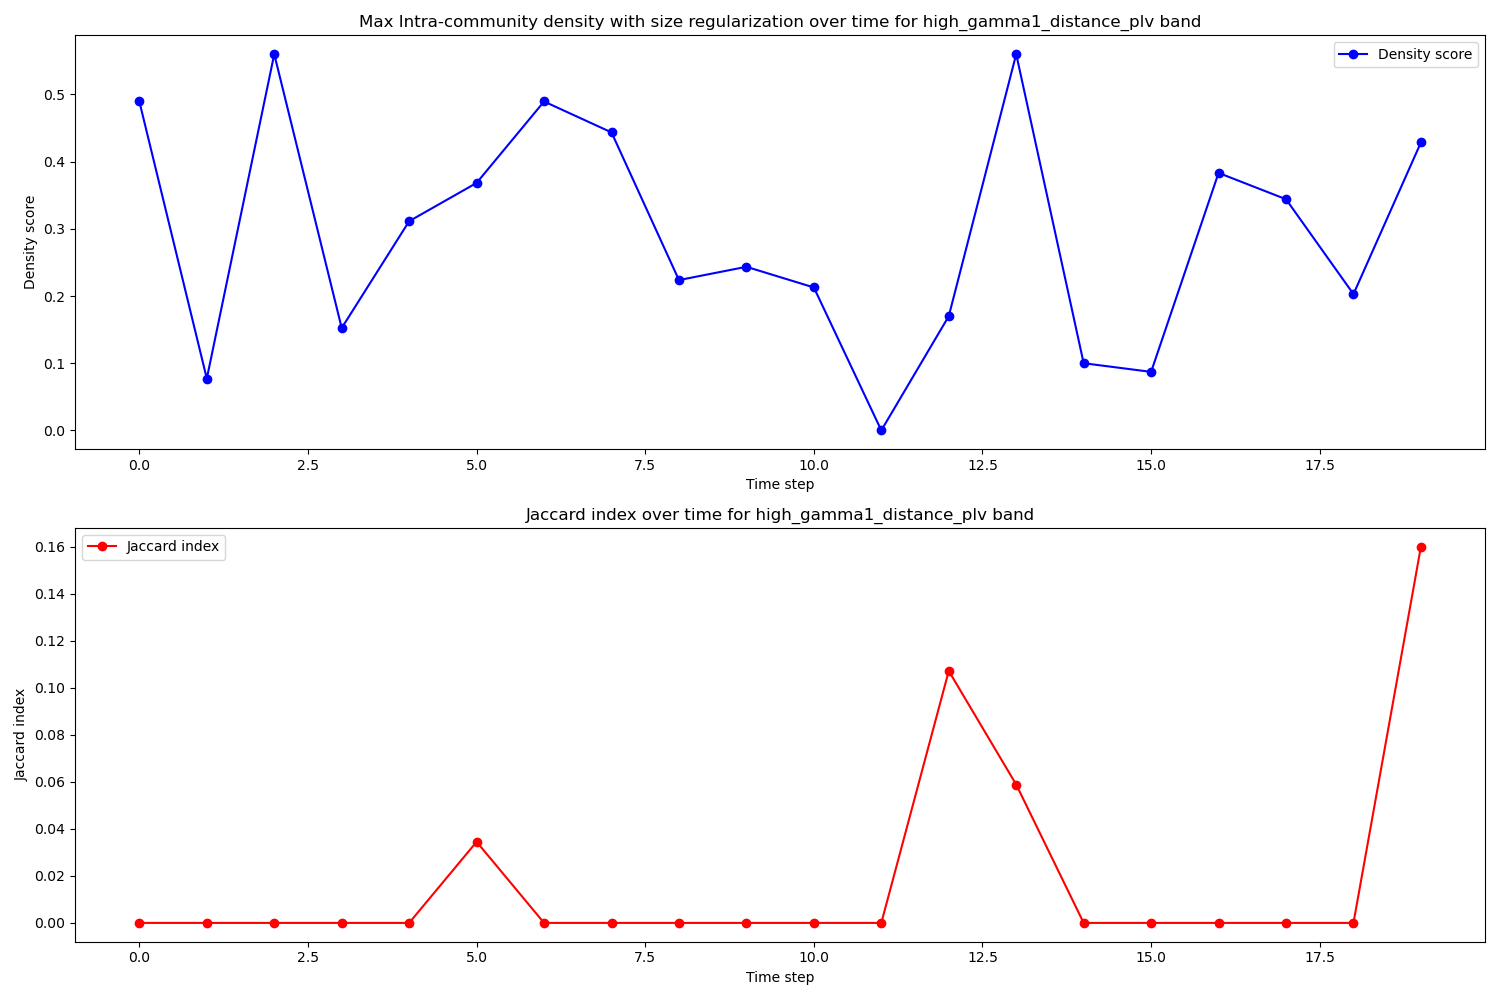 Max Intra-community density with size regularization over time for high_gamma1_distance_plv band
Density score
0.5
0.4
0.3
0.2
0.1
0.0
Density score
0.0 2.5 5.0 7.5 10.0 12.5 15.0 17.5
Time step
Jaccard index over time for high_gamma1_distance_plv band
Jaccard index
0.16
0.14
0.12
0.10
0.08
0.06
0.04
0.02
0.00
Jaccard index
0.0 2.5 5.0 7.5 10.0 12.5 15.0 17.5
Time step